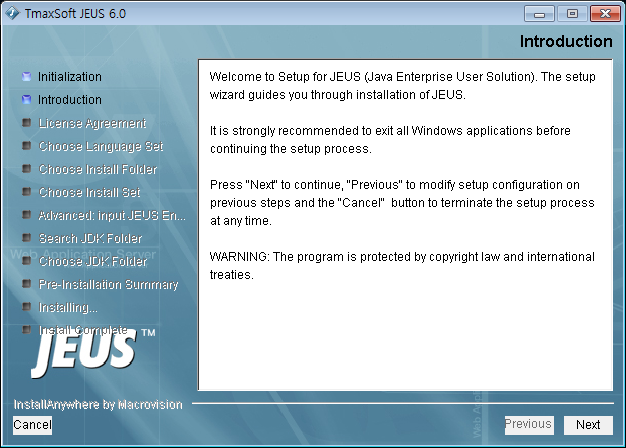 TmaxSoft JEUS 6.0
Introduction
Initialization
Introduction
License Agreement
Choose Language Set
Choose Install Folder
Choose Install Set
Advanced: input JEUS En...
Search JDK Folder
Web Application Server
Choose JDK Folder
Pre-Installation Summary
Installing...
Install Complete
JEUS™
Welcome to Setup for JEUS (Java Enterprise User Solution). The setup
wizard guides you through installation of JEUS.
It is strongly recommended to exit all Windows applications before
continuing the setup process.
Press "Next" to continue, "Previous" to modify setup configuration on
previous steps and the "Cancel" button to terminate the setup process
at any time.
WARNING: The program is protected by copyright law and international
treaties.
InstallAnywhere by Macrovision
Cancel
Previous
Next